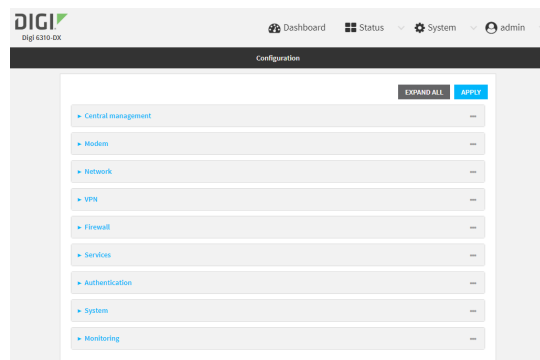 DIGI
Digi 6310-DX
Dashboard Status System admin
Configuration
EXPAND ALL APPLY
Central management
Modem
Network
VPN
Firewall
Services
Authentication
System
Monitoring